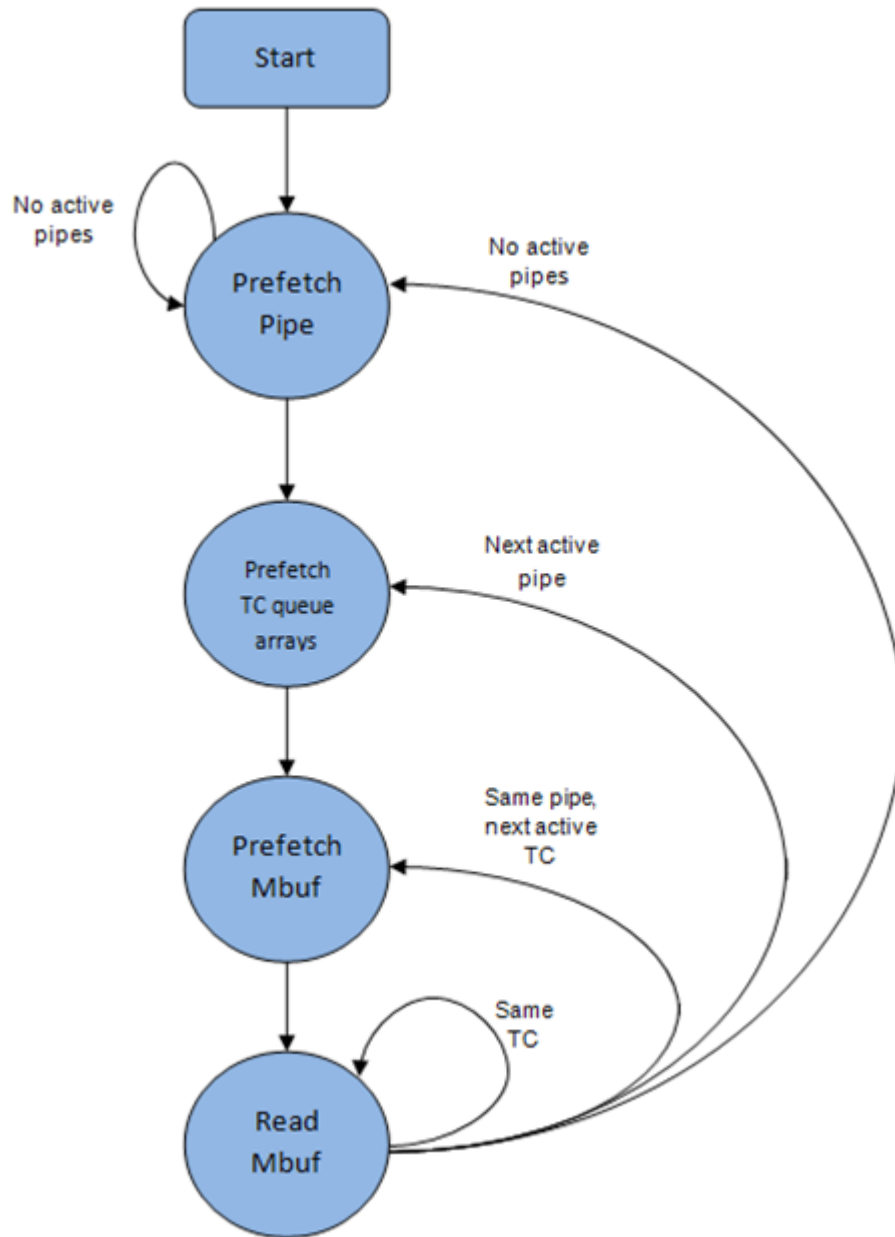 Start
No active
pipes
No active
pipes
Prefetch
Pipe
Next active
pipe
Prefetch
TC queue
arrays
Same pipe,
next active
TC
Prefetch
Mbuf
Same
TC
Read
Mbuf